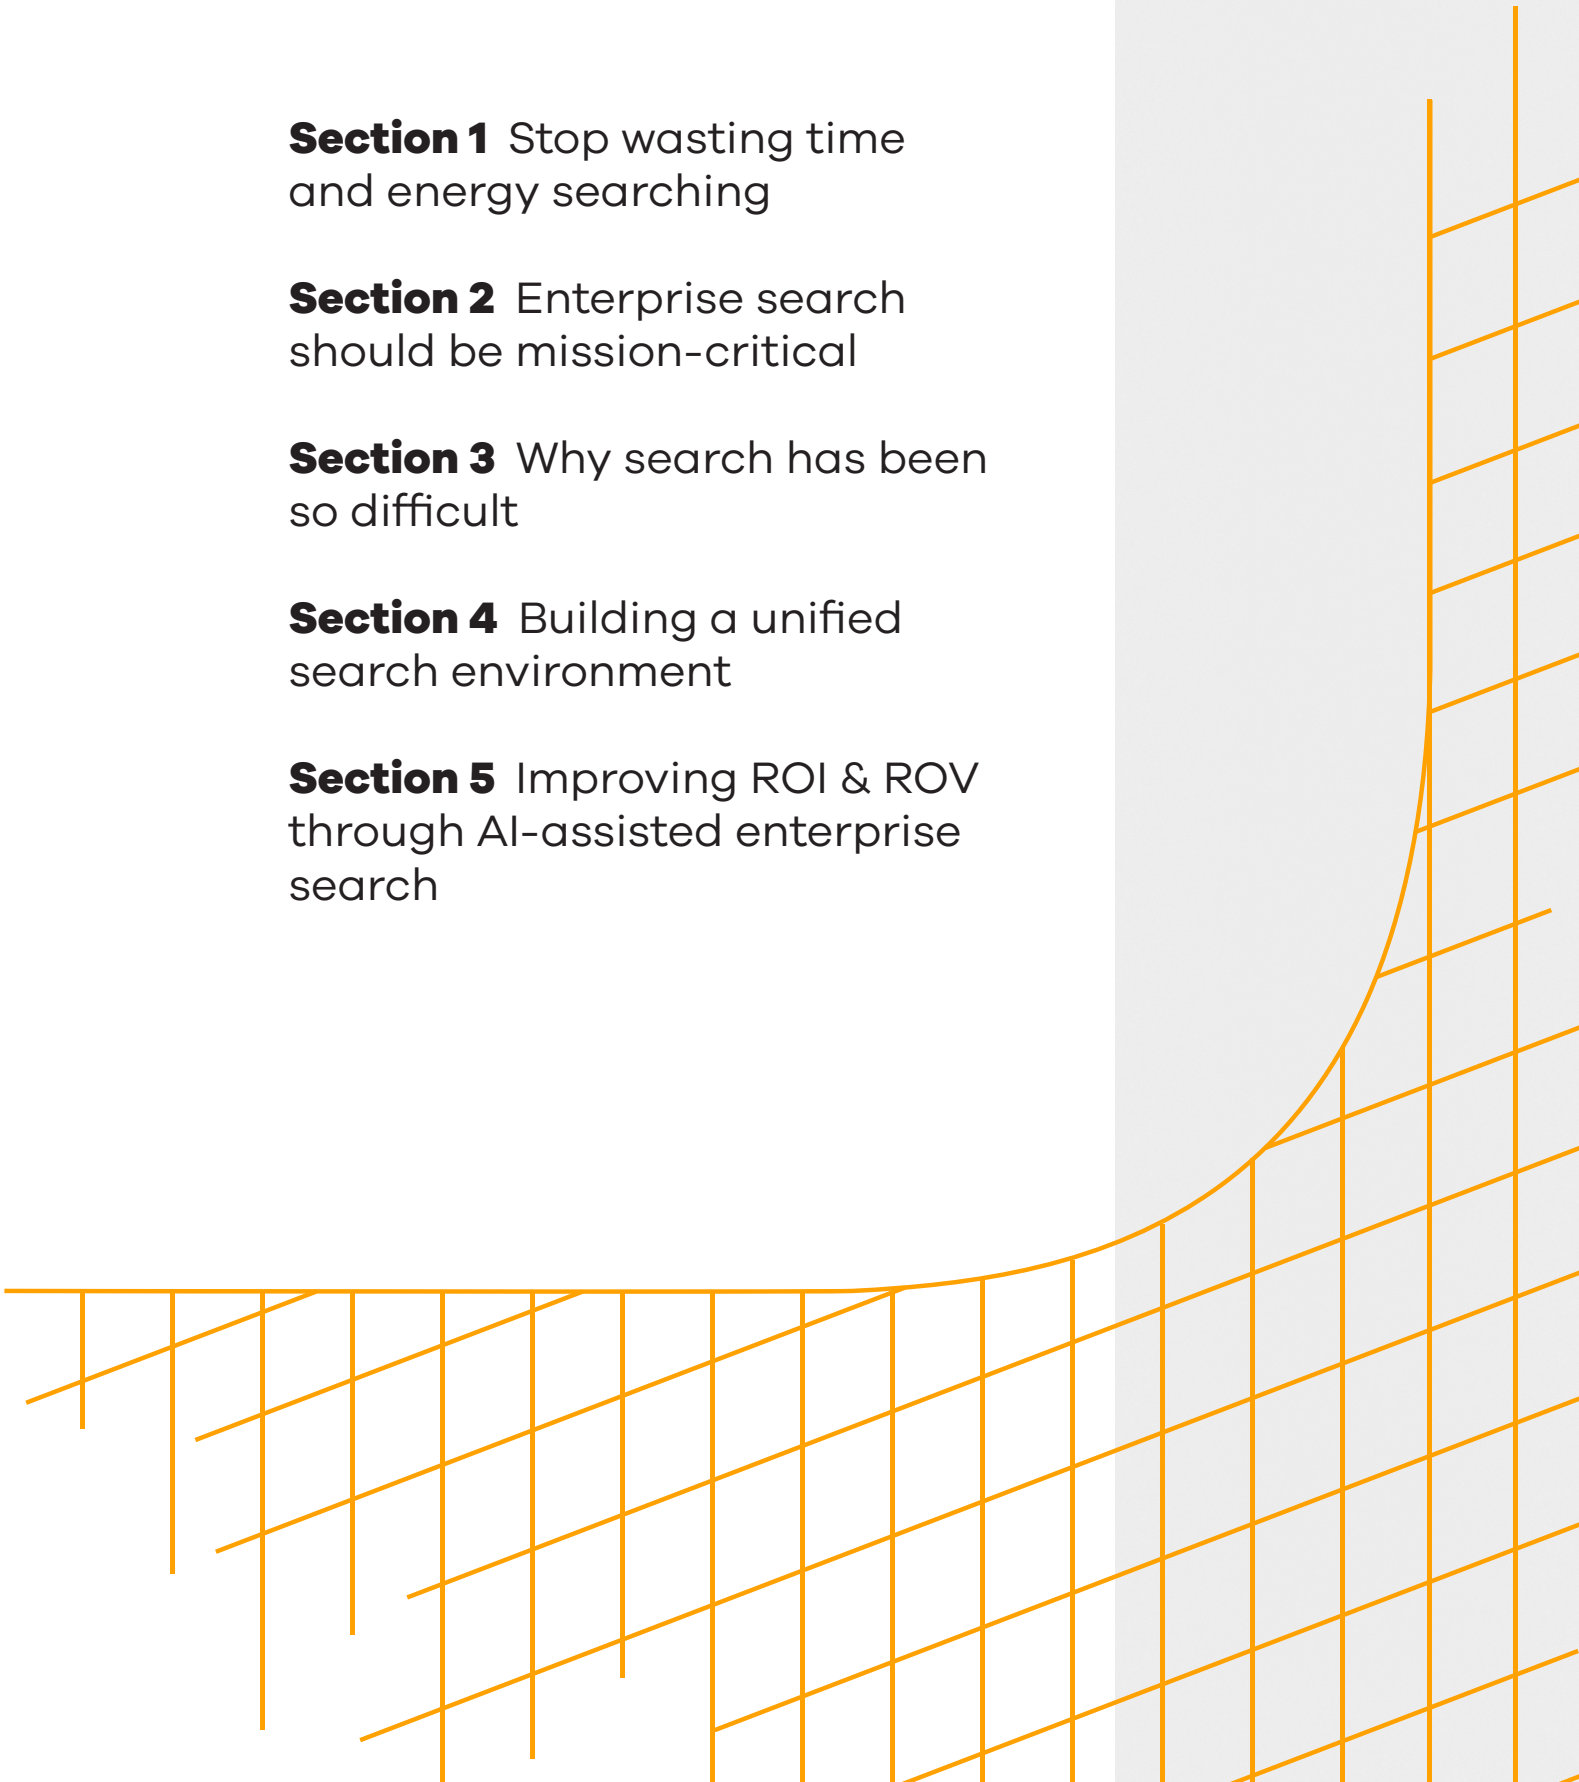 Section 1 Stop wasting time
and energy searching
Section 2 Enterprise search
should be mission-critical
Section 3 Why search has been
so difficult
Section 4 Building a unified
search environment
Section 5 Improving ROI & ROV
through AI-assisted enterprise
search